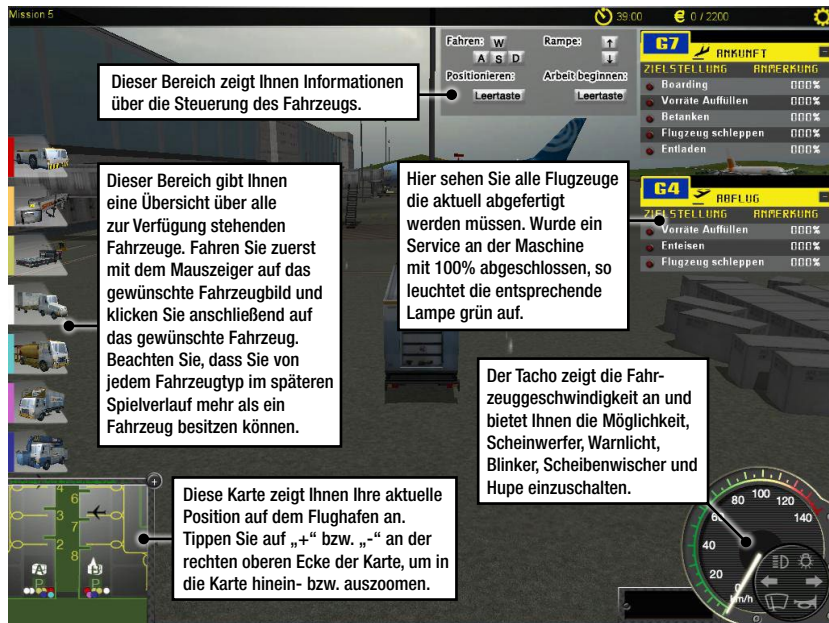 Mission 5
39:00
€ 0 / 2200
Fahren: W
A S D
Rampe: ↑
↓
Positionieren:
Leertaste
Arbeit beginnen:
Leertaste
G7 ANKUNFT
ZIELSTELLUNG ANMERKUNG
Boarding 000%
Vorräte Auffüllen 000%
Betanken 000%
Flugzeug schleppen 000%
Entladen 000%
G4 ABFLUG
ZIELSTELLUNG ANMERKUNG
Vorräte Auffüllen 000%
Enteisen 000%
Flugzeug schleppen 000%
Dieser Bereich zeigt Ihnen Informationen
über die Steuerung des Fahrzeugs.
Dieser Bereich gibt Ihnen
eine Übersicht über alle
zur Verfügung stehenden
Fahrzeuge. Fahren Sie zuerst
mit dem Mauszeiger auf das
gewünschte Fahrzeugbild und
klicken Sie anschließend auf
das gewünschte Fahrzeug.
Beachten Sie, dass Sie von
jedem Fahrzeugtyp im späteren
Spielverlauf mehr als ein
Fahrzeug besitzen können.
Hier sehen Sie alle Flugzeuge
die aktuell abgefertigt
werden müssen. Wurde ein
Service an der Maschine
mit 100% abgeschlossen, so
leuchtet die entsprechende
Lampe grün auf.
Der Tacho zeigt die Fahr-
zeuggeschwindigkeit an und
bietet Ihnen die Möglichkeit,
Scheinwerfer, Warnlicht,
Blinker, Scheibenwischer und
Hupe einzuschalten.
Diese Karte zeigt Ihnen Ihre aktuelle
Position auf dem Flughafen an.
Tippen Sie auf „+“ bzw. „-“ an der
rechten oberen Ecke der Karte, um in
die Karte hinein- bzw. auszoomen.
6
3
7
2
8
A
P
P
0
20
40
60
80
100
120
140
km/h